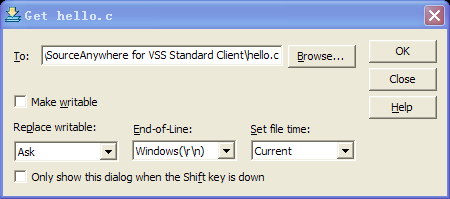 Get hello.c
To: \SourceAnywhere for VSS Standard Client\hello.c Browse... OK
Close
Make writable Help
Replace writable: End-of-Line: Set file time:
Ask Windows(\r\n) Current
Only show this dialog when the Shift key is down